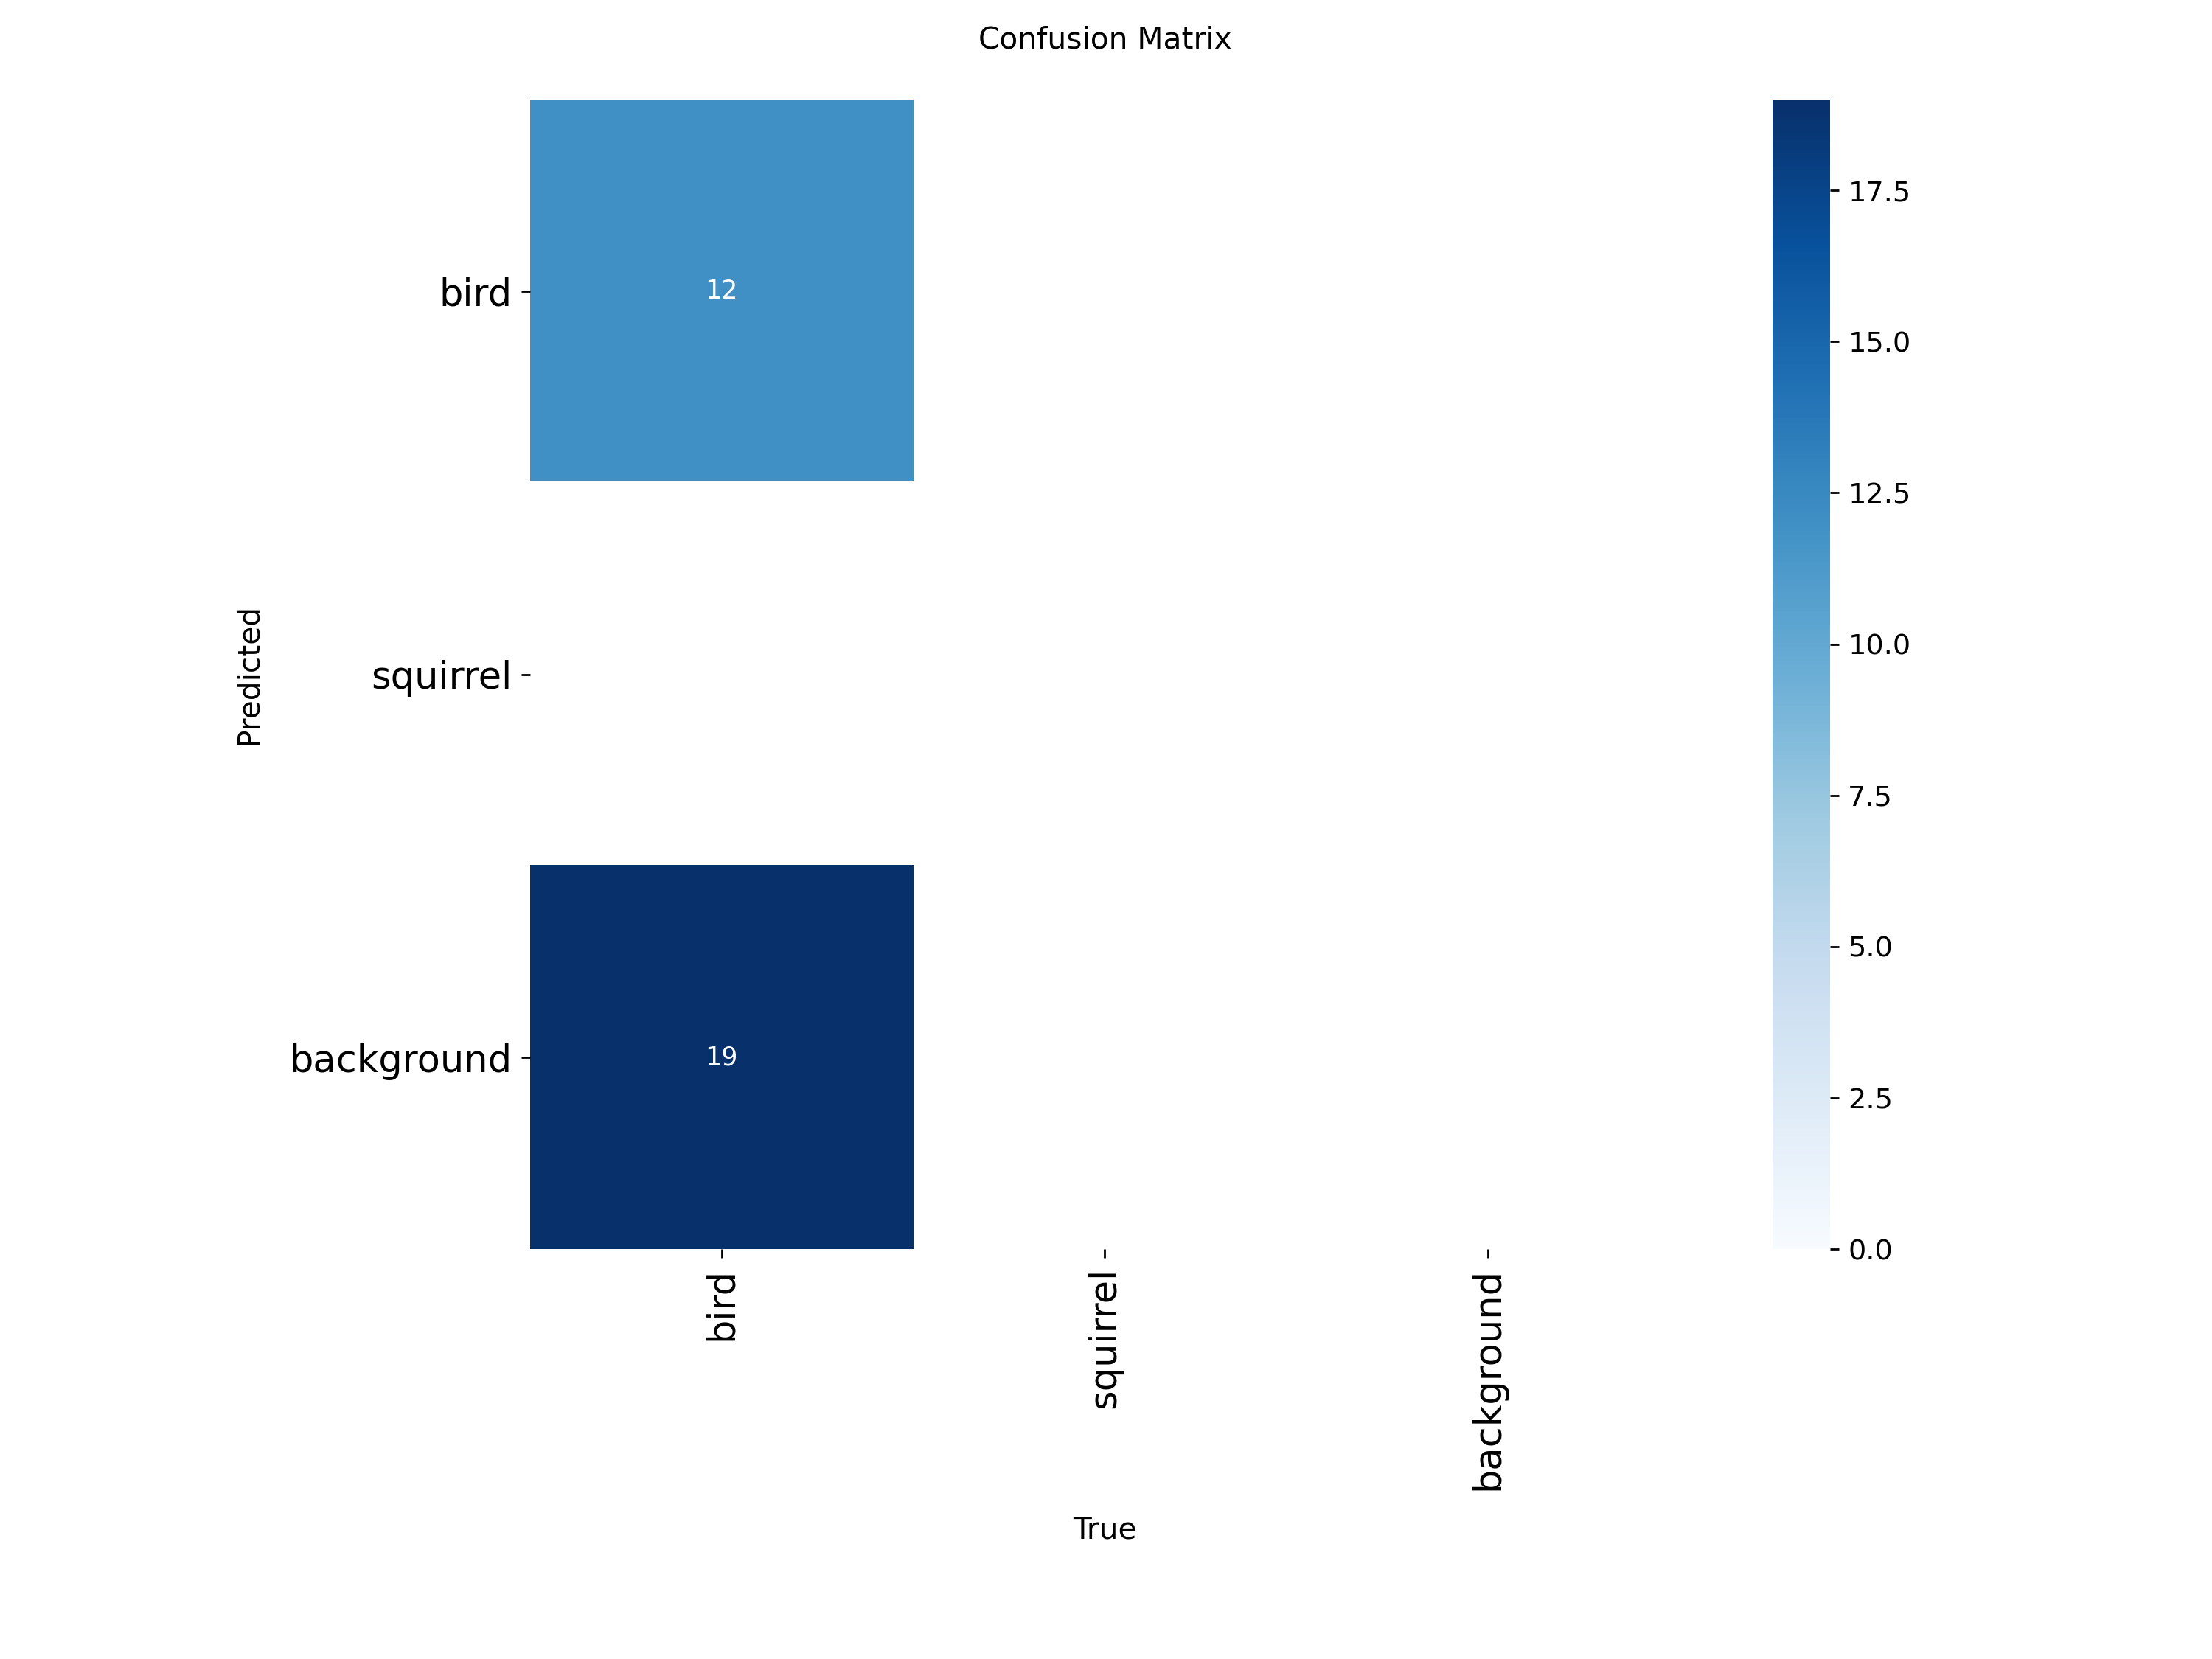 Confusion Matrix
bird
12
squirrel
background
19
Predicted
bird
squirrel
background
True
17.5
15.0
12.5
10.0
7.5
5.0
2.5
0.0